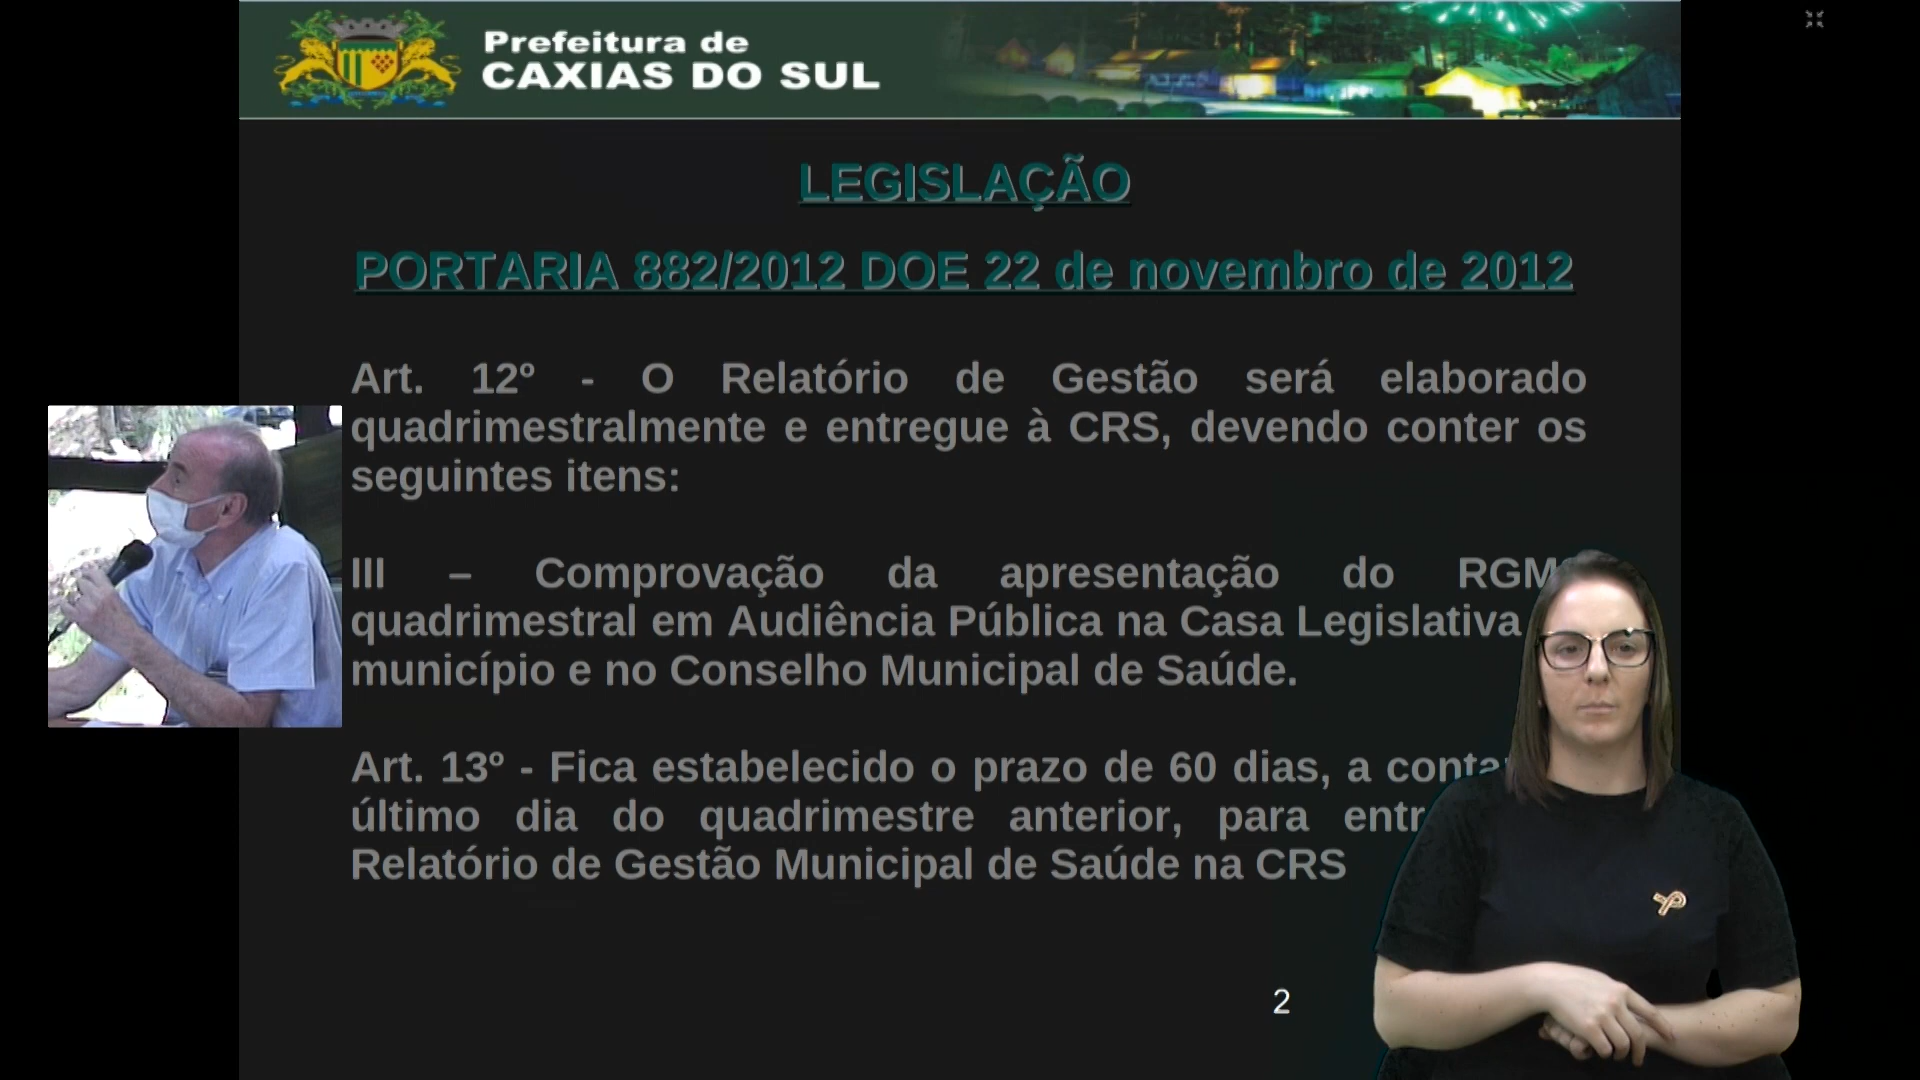 Prefeitura de
CAXIAS DO SUL
LEGISLAÇÃO
PORTARIA 882/2012 DOE 22 de novembro de 2012
Art. 12º - O Relatório de Gestão será elaborado
quadrimestralmente e entregue à CRS, devendo conter os
seguintes itens:
III – Comprovação da apresentação do
quadrimestral em Audiência Pública na Casa Legislativa
município e no Conselho Municipal de Saúde.
Art. 13º - Fica estabelecido o prazo de 60 dias, a
último dia do quadrimestre anterior, para
Relatório de Gestão Municipal de Saúde na CRS
2